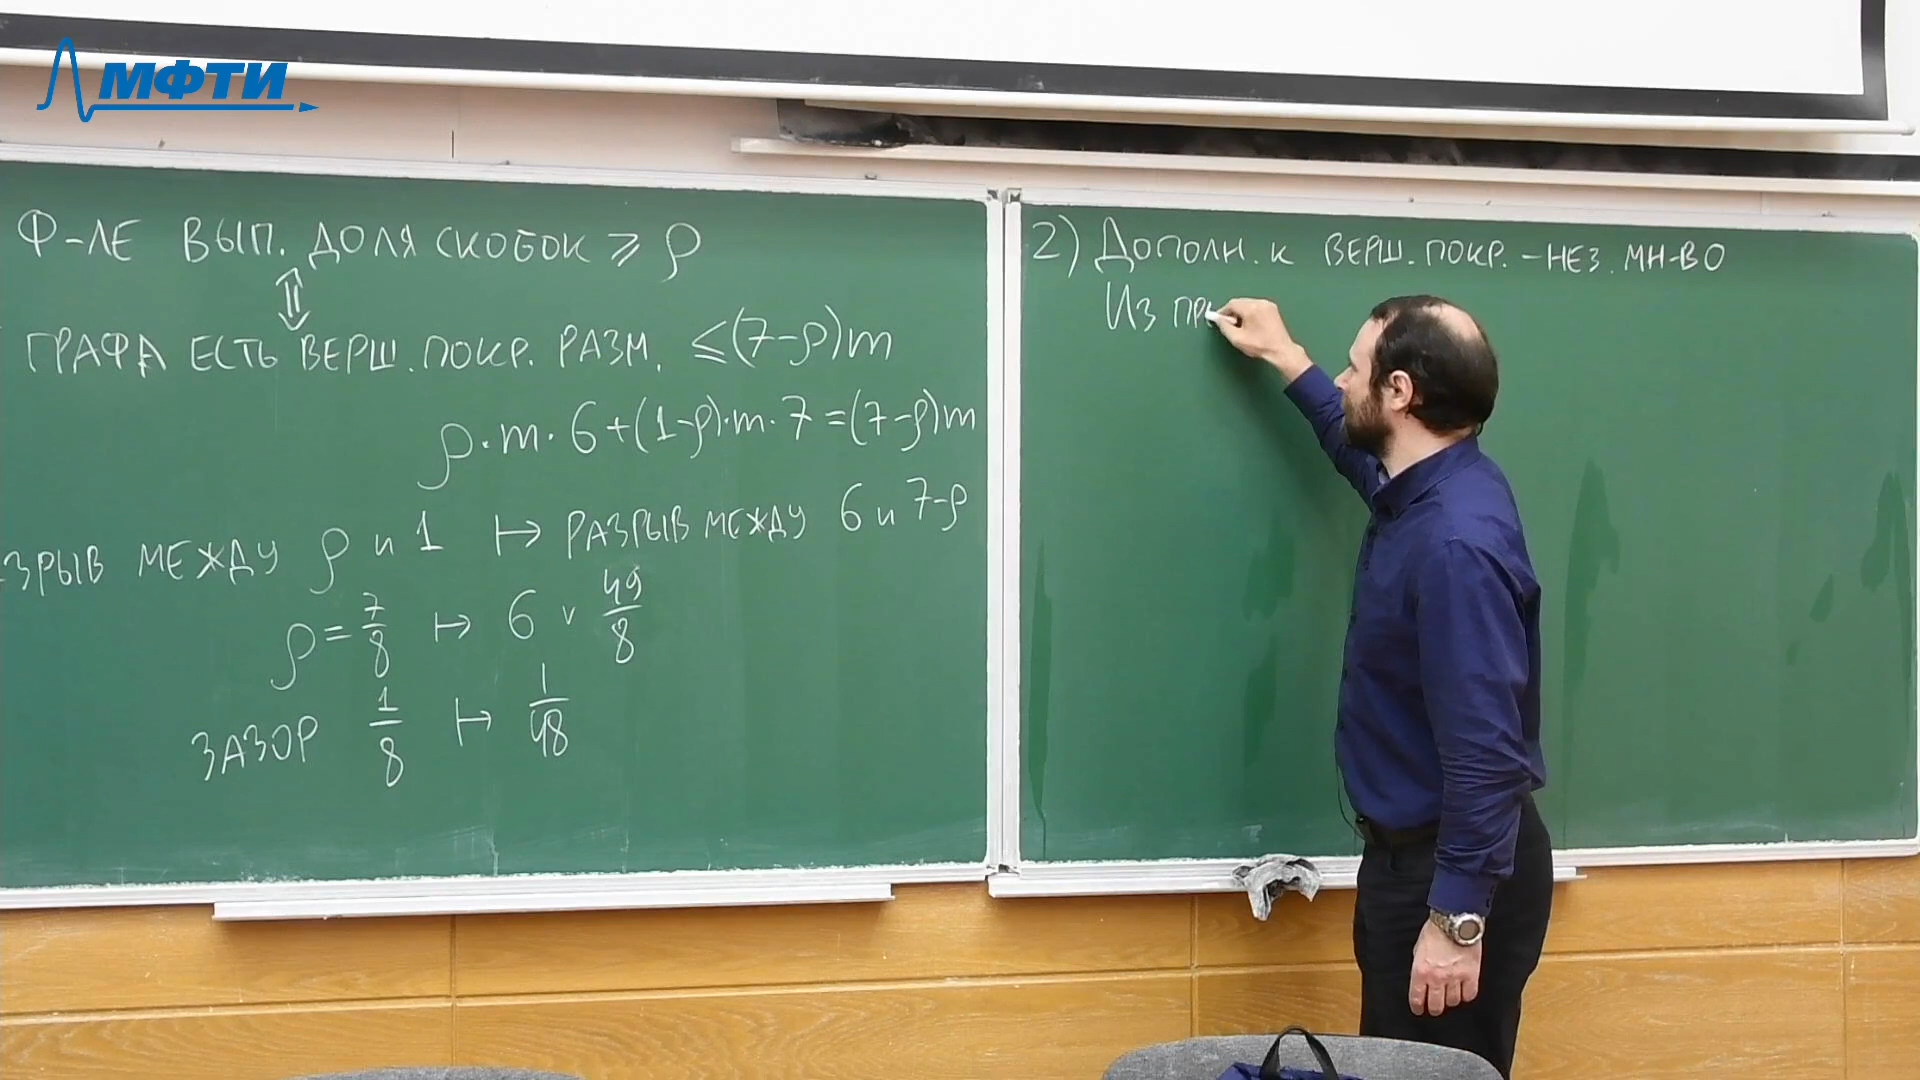 МФТИ
Ф-ЛЕ ВЫП. ДОЛЯ СКОБОК ⩾ ρ
⇕
ГРАФА ЕСТЬ ВЕРШ. ПОКР. РАЗМ. ⩽(7-ρ)m
ρ·m·6+(1-ρ)·m·7=(7-ρ)m
ЗРЫВ МЕЖДУ ρ и 1 ↦ РАЗРЫВ МЕЖДУ 6 и 7-ρ
ρ=7/8 ↦ 6 v 49/8
ЗАЗОР 1/8 ↦ 1/48
2) ДОПОЛН. К ВЕРШ. ПОКР. - НЕЗ. МН-ВО
Из пр